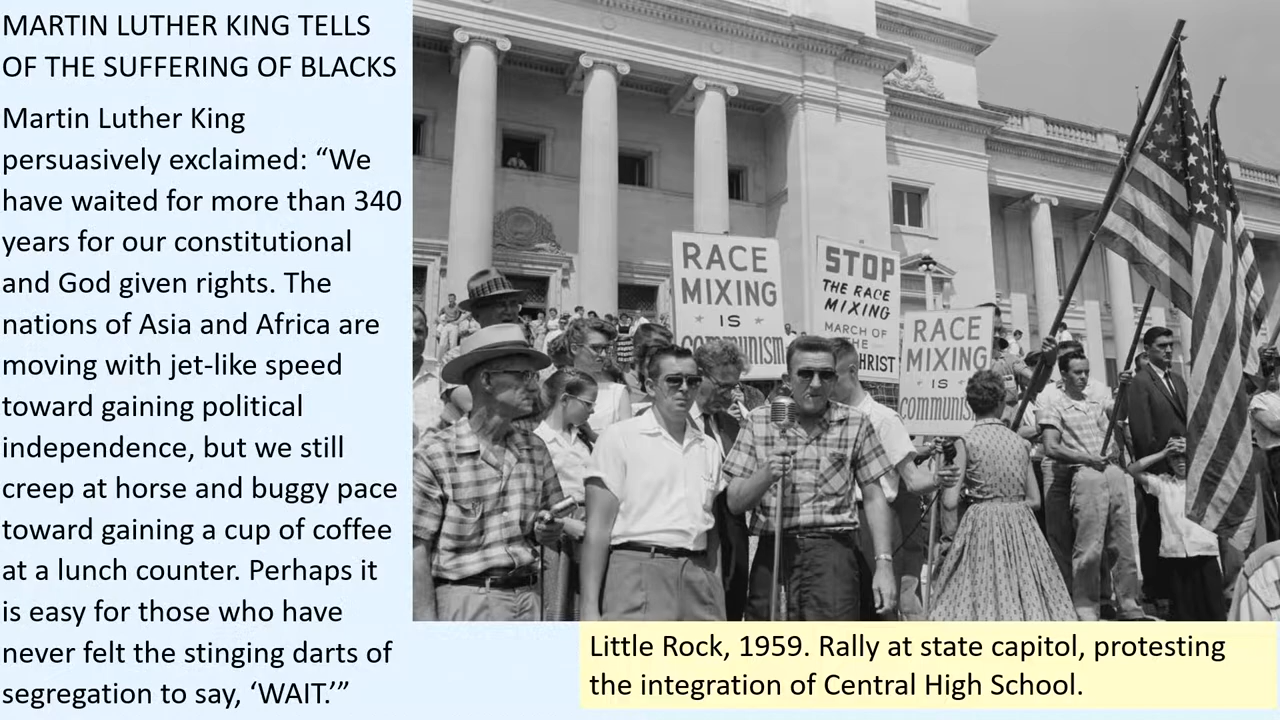 MARTIN LUTHER KING TELLS
OF THE SUFFERING OF BLACKS
Martin Luther King
persuasively exclaimed: “We
have waited for more than 340
years for our constitutional
and God given rights. The
nations of Asia and Africa are
moving with jet-like speed
toward gaining political
independence, but we still
creep at horse and buggy pace
toward gaining a cup of coffee
at a lunch counter. Perhaps it
is easy for those who have
never felt the stinging darts of
segregation to say, ‘WAIT.’”
RACE
MIXING
IS
communism
STOP
THE RACE
MIXING
MARCH OF
THE
CHRIST
RACE
MIXING
IS
communism
Little Rock, 1959. Rally at state capitol, protesting
the integration of Central High School.